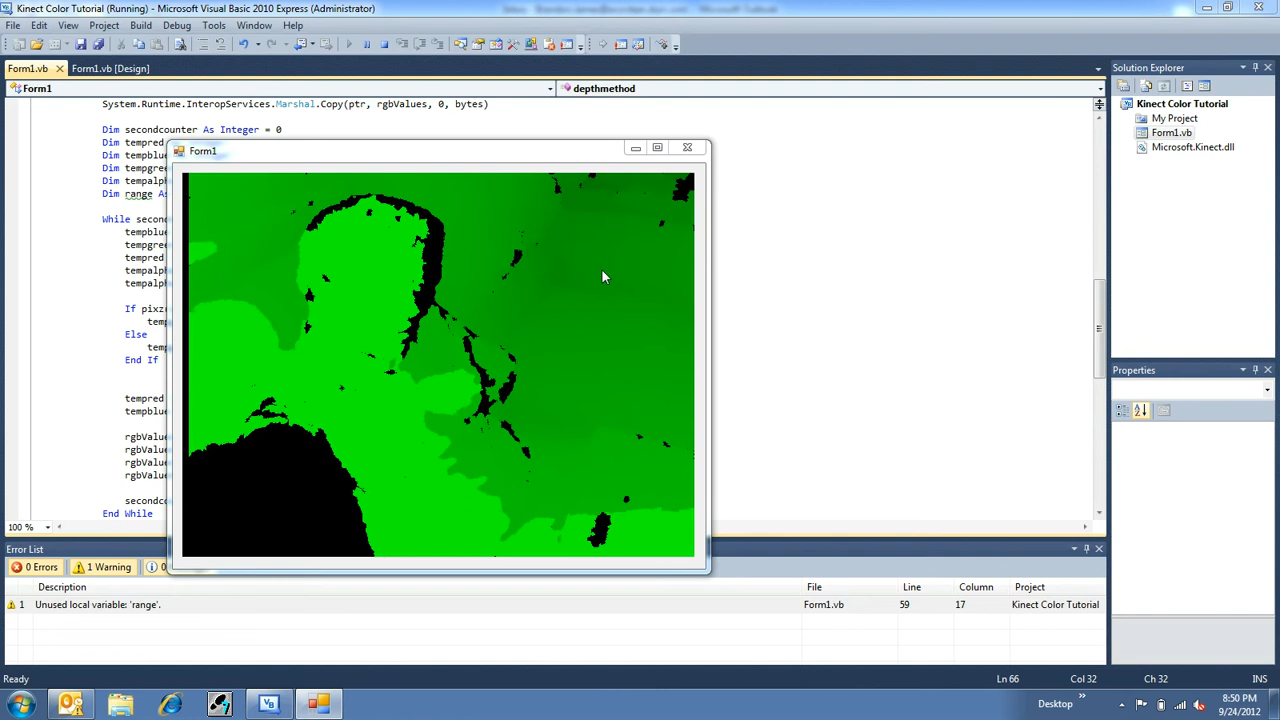 Kinect Color Tutorial (Running) - Microsoft Visual Basic 2010 Express (Administrator)
File Edit View Project Build Debug Tools Window Help
Form1.vb Form1.vb [Design]
Form1 depthmethod
System.Runtime.InteropServices.Marshal.Copy(ptr, rgbValues, 0, bytes)
Dim secondcounter As Integer = 0
Dim tempred
Dim tempblue
Dim tempgree
Dim tempalph
Dim range As
While second
tempblue
tempgree
tempred
tempalph
tempalph
If pixzr
temp
Else
temp
End If
tempred
tempblue
rgbValue
rgbValue
rgbValue
rgbValue
secondco
End While
Form1
100 %
Solution Explorer
Kinect Color Tutorial
My Project
Form1.vb
Microsoft.Kinect.dll
Properties
Error List
0 Errors 1 Warning 0
Description File Line Column Project
1 Unused local variable: 'range'. Form1.vb 59 17 Kinect Color Tutorial
Ready Ln 66 Col 32 Ch 32 INS
Desktop
8:50 PM
9/24/2012